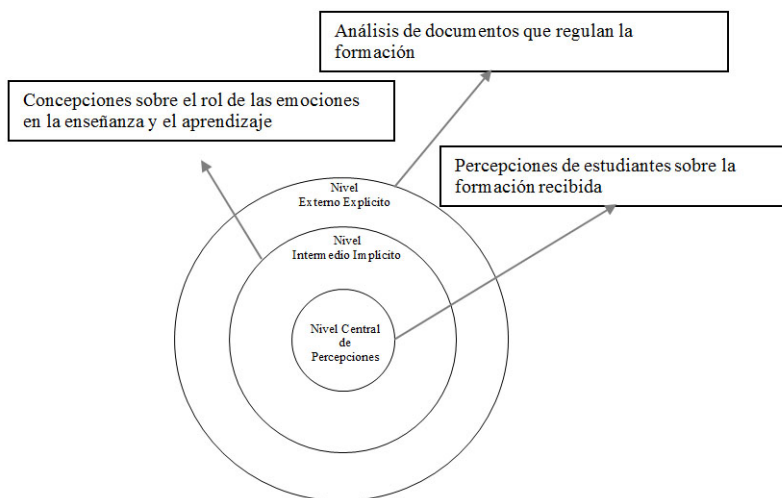 Análisis de documentos que regulan la
formación
Concepciones sobre el rol de las emociones
en la enseñanza y el aprendizaje
Percepciones de estudiantes sobre la
formación recibida
Nivel
Externo Explícito
Nivel
Intermedio Implícito
Nivel Central
de
Percepciones